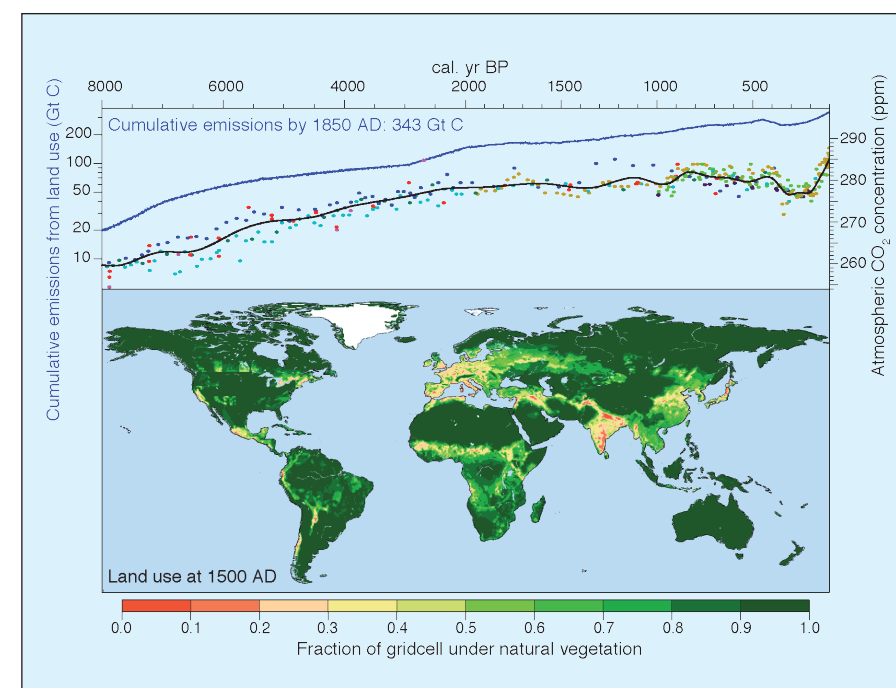 cal. yr BP
8000 6000 4000 2000 1500 1000 500
Cumulative emissions from land use (Gt C)
Cumulative emissions by 1850 AD: 343 Gt C
200
100
50
20
10
290
280
270
260
Atmospheric CO2 concentration (ppm)
Land use at 1500 AD
0.0 0.1 0.2 0.3 0.4 0.5 0.6 0.7 0.8 0.9 1.0
Fraction of gridcell under natural vegetation